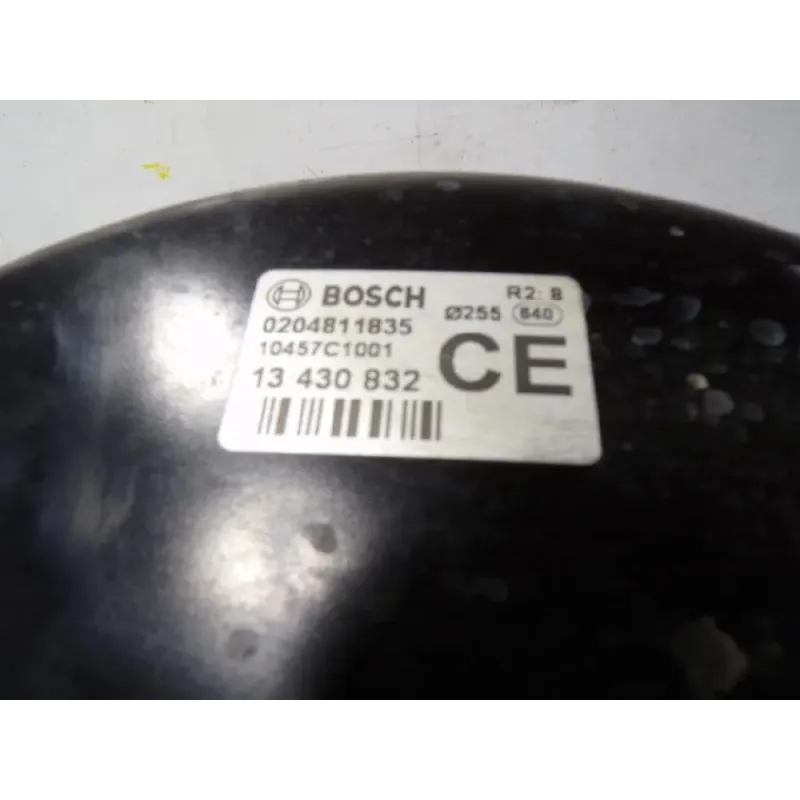 BOSCH R2: 8
0204811835 Ø255 640
10457C1001
13 430 832 CE